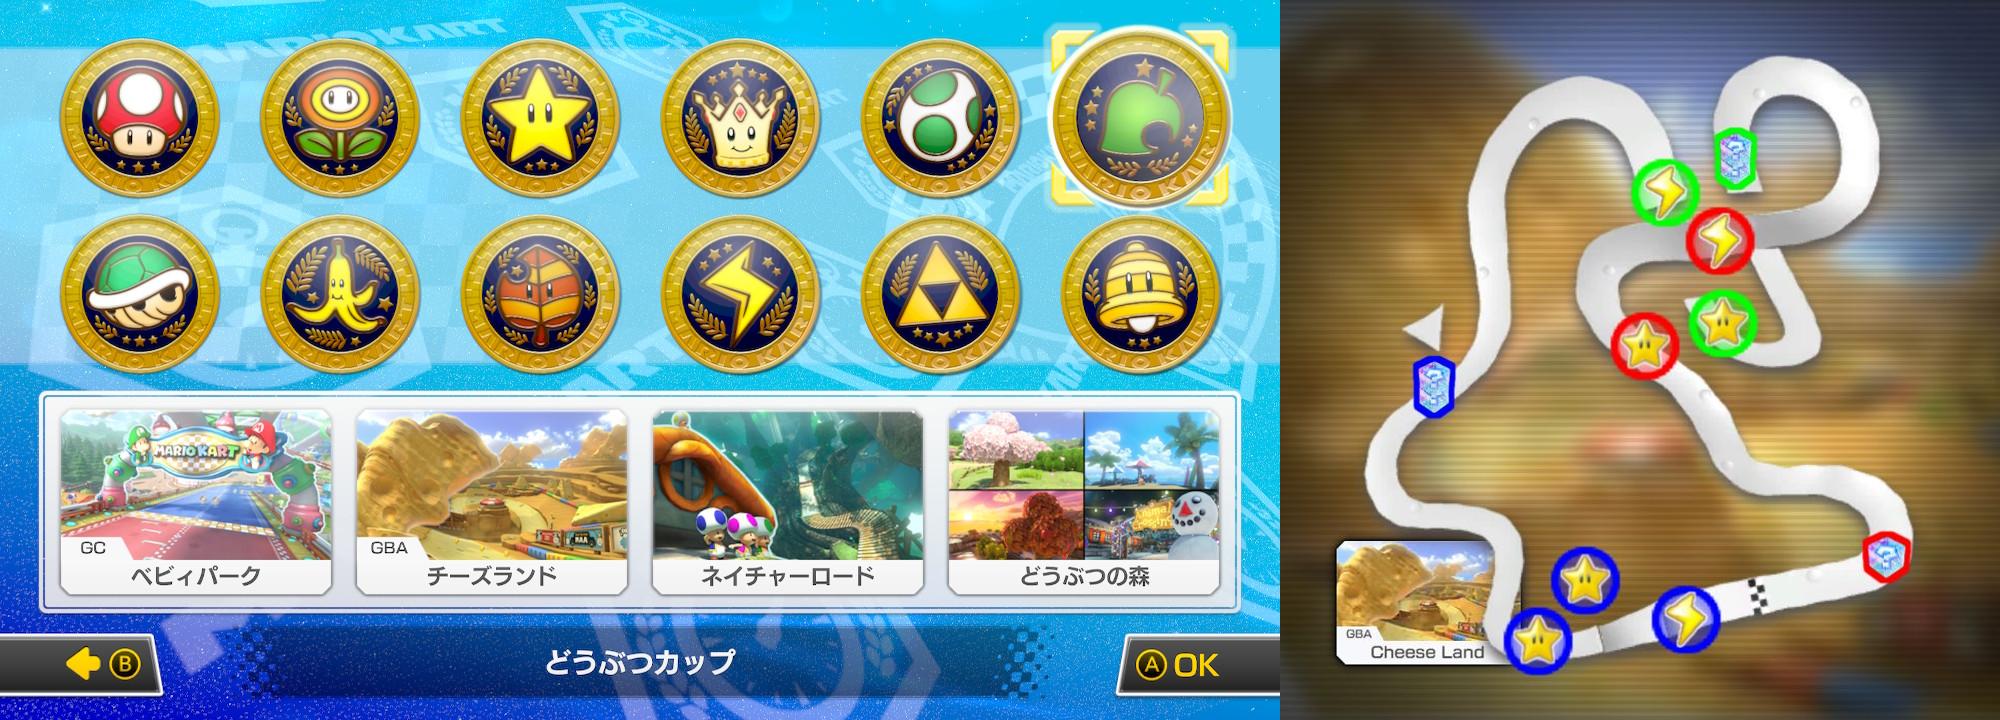 MARIO KART
GC
ベビィパーク
GBA
チーズランド
ネイチャーロード
どうぶつの森
B
どうぶつカップ
A OK
GBA
Cheese Land